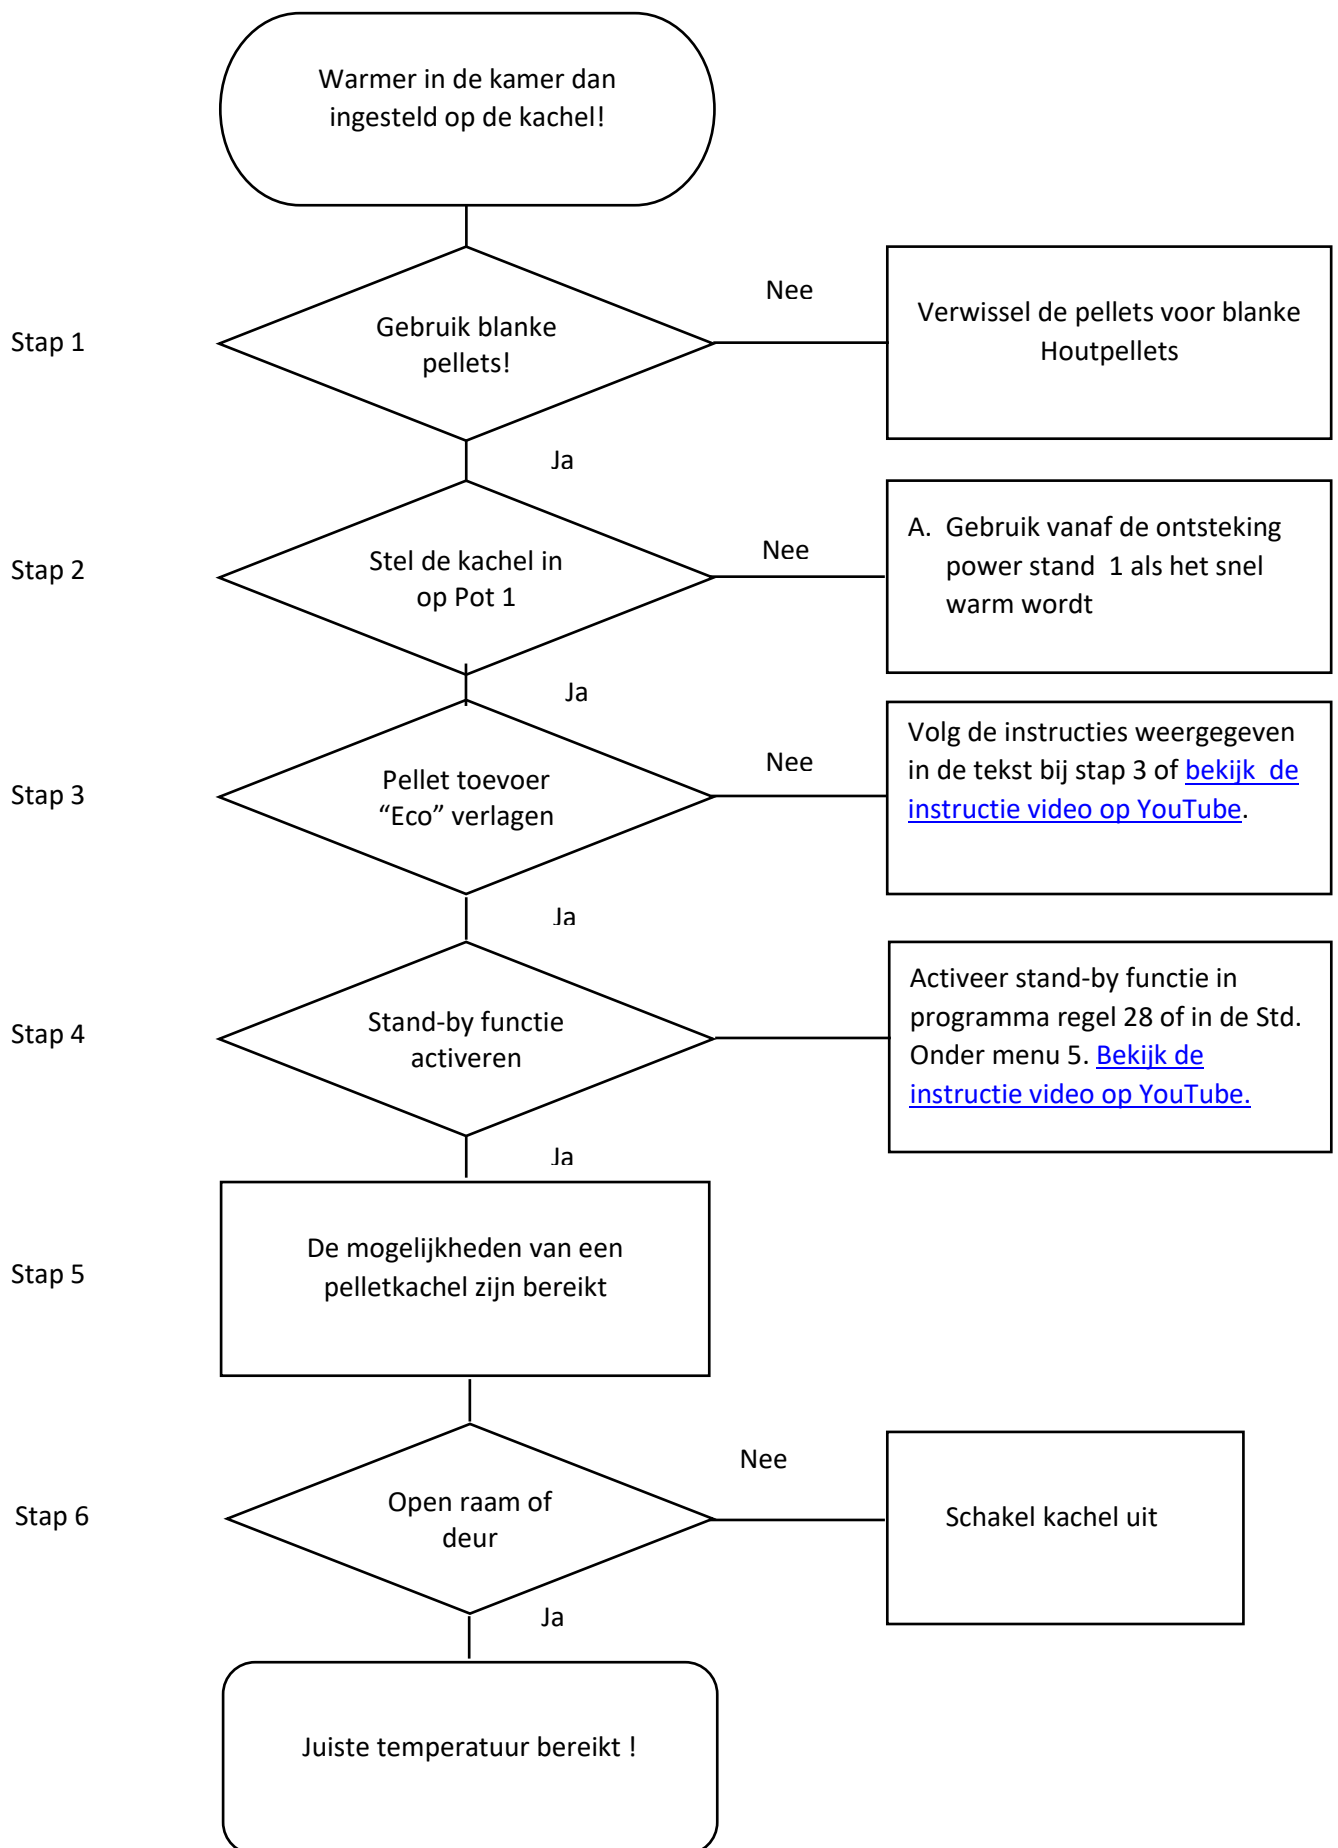 Warmer in de kamer dan
ingesteld op de kachel!
Stap 1
Gebruik blanke
pellets!
Nee
Verwissel de pellets voor blanke
Houtpellets
Ja
Stap 2
Stel de kachel in
op Pot 1
Nee
A. Gebruik vanaf de ontsteking
power stand 1 als het snel
warm wordt
Ja
Stap 3
Pellet toevoer
“Eco” verlagen
Nee
Volg de instructies weergegeven
in de tekst bij stap 3 of bekijk de
instructie video op YouTube.
Ja
Stap 4
Stand-by functie
activeren
Activeer stand-by functie in
programma regel 28 of in de Std.
Onder menu 5. Bekijk de
instructie video op YouTube.
Ja
Stap 5
De mogelijkheden van een
pelletkachel zijn bereikt
Stap 6
Open raam of
deur
Nee
Schakel kachel uit
Ja
Juiste temperatuur bereikt !